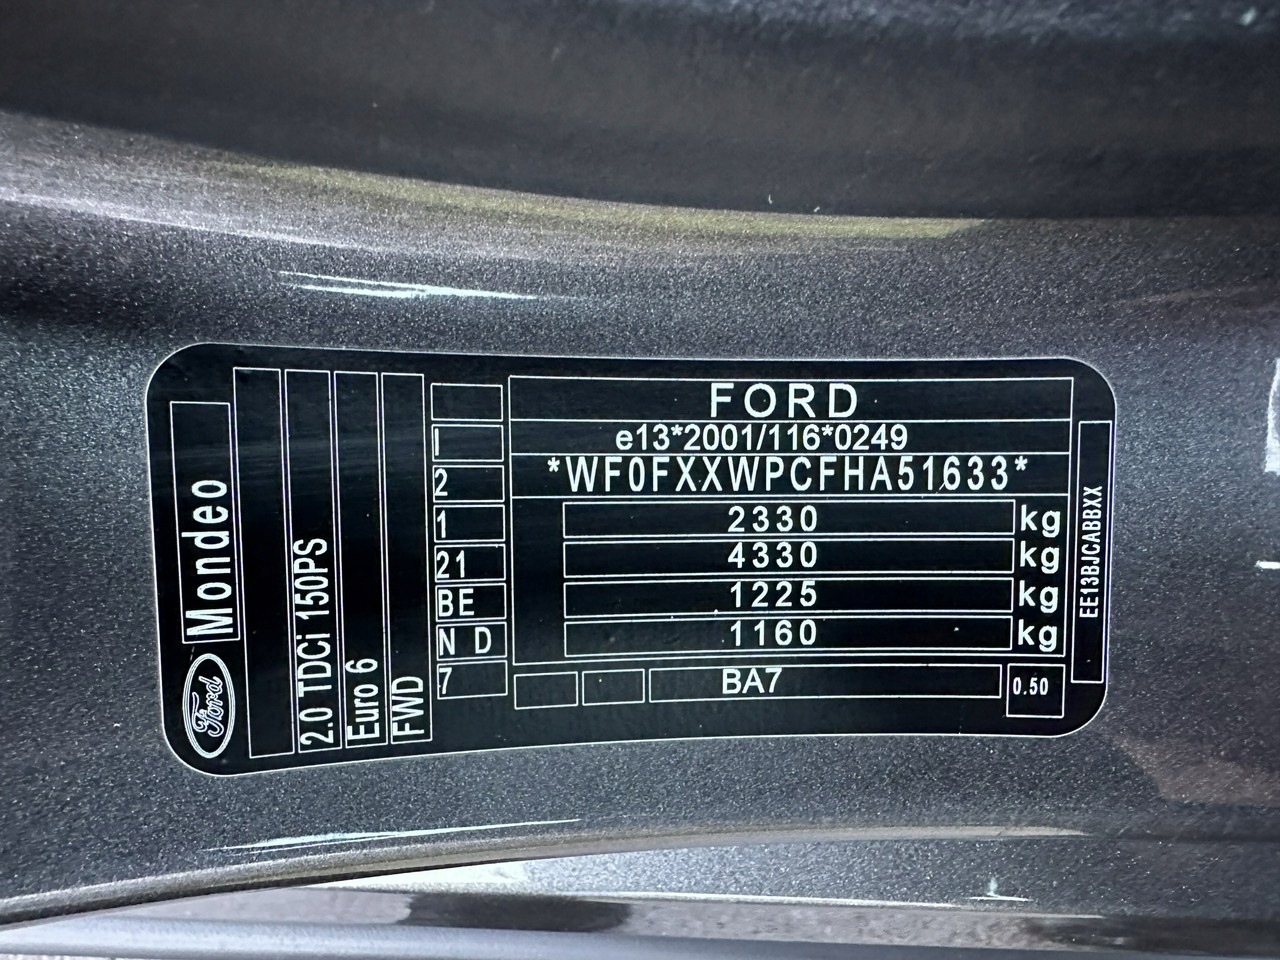 Ford
Mondeo
2.0 TDCi 150PS
Euro 6
FWD
I
2
1
21
BE
N D
7
FORD
e13*2001/116*0249
*WF0FXXWPCFHA51633*
2330 kg
4330 kg
1225 kg
1160 kg
BA7
0.50
EE13BJCABBXX